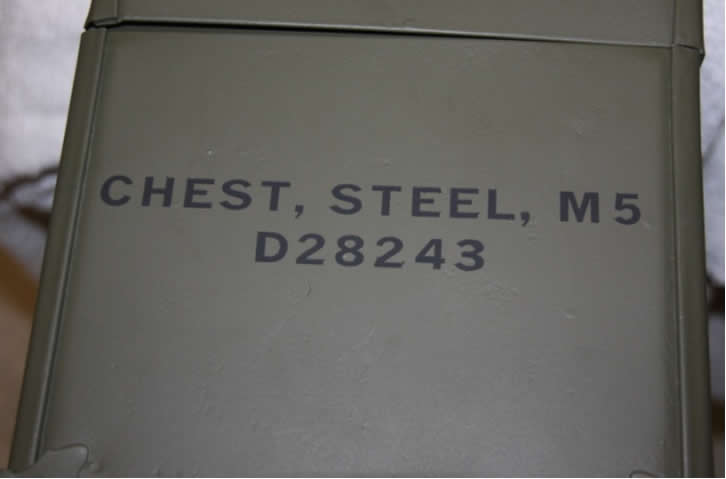 CHEST, STEEL, M5
D28243